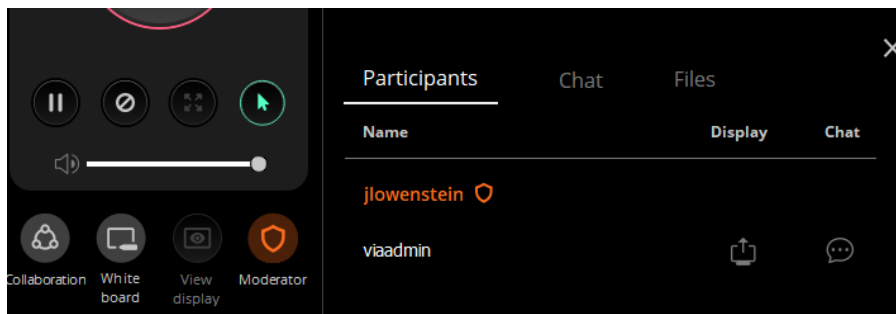 Participants Chat Files
Name Display Chat
jlowenstein
viaadmin
Collaboration White board View display Moderator